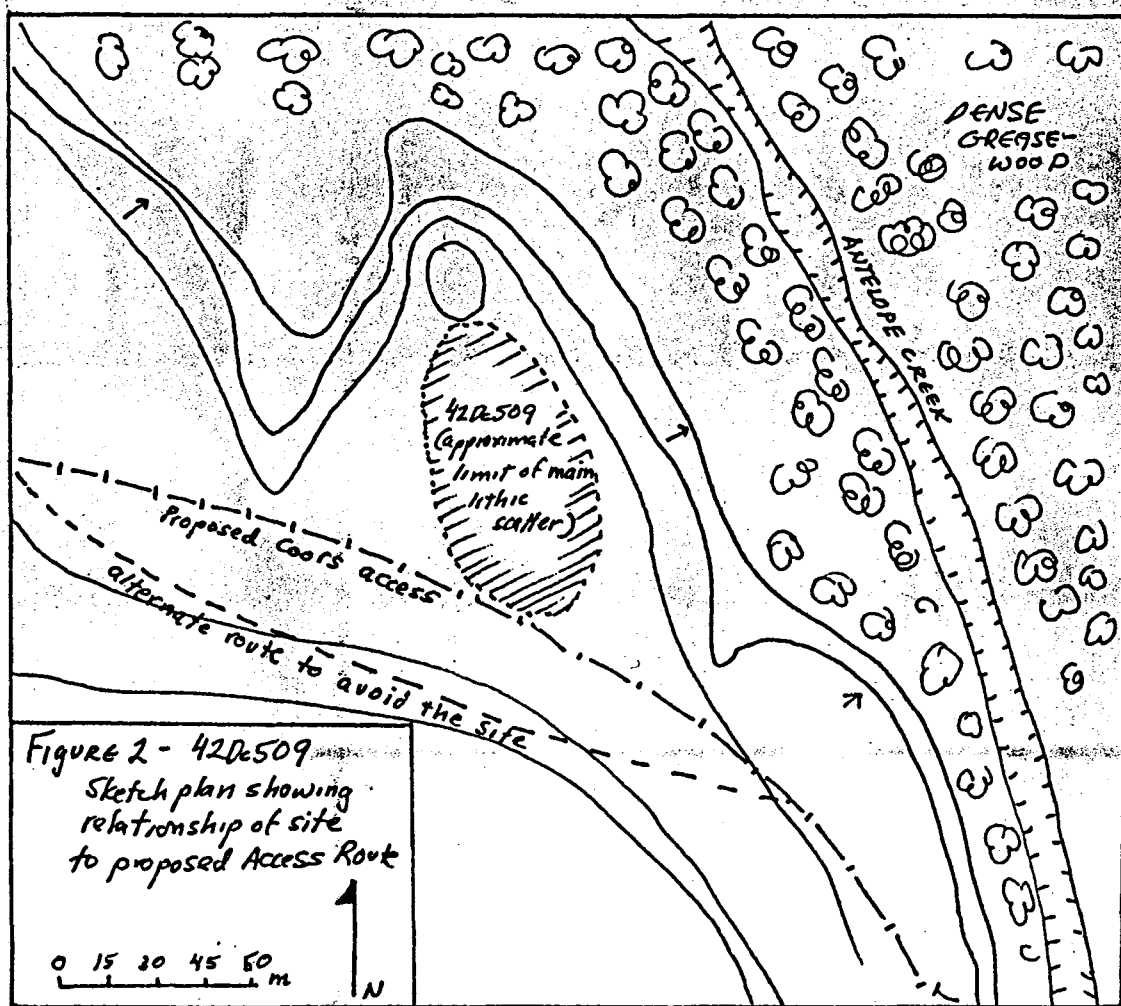 DENSE
GREASE-
WOOD
ANTELOPE CREEK
42Dc509
(approximate
limit of main
lithic
scatter)
Proposed Coors access
alternate route to avoid the site
FIGURE 2 - 42Dc509
Sketch plan showing
relationship of site
to proposed Access Route
0 15 30 45 60 m
N